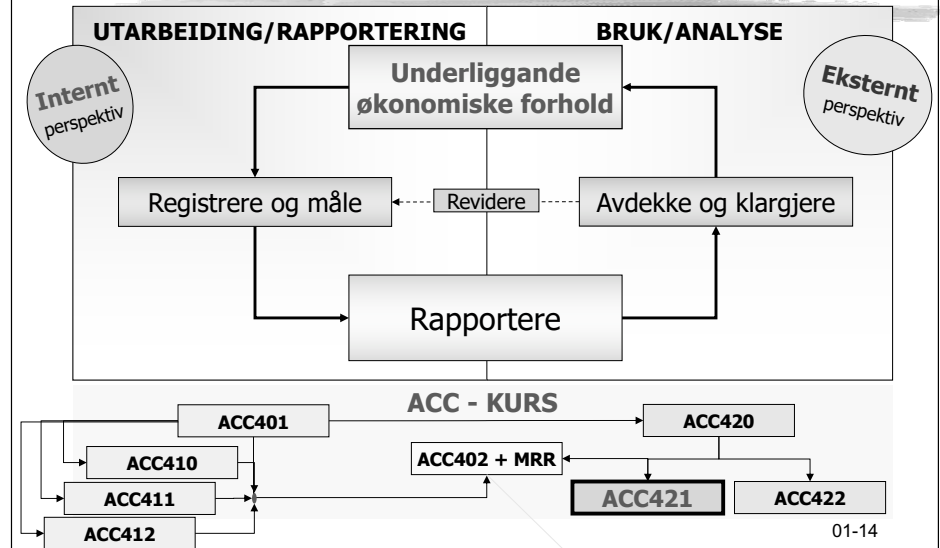 UTARBEIDING/RAPPORTERING
BRUK/ANALYSE
Internt
perspektiv
Underliggande
økonomiske forhold
Eksternt
perspektiv
Registrere og måle
Revidere
Avdekke og klargjere
Rapportere
ACC - KURS
ACC401
ACC420
ACC410
ACC402 + MRR
ACC411
ACC421
ACC422
ACC412
01-14